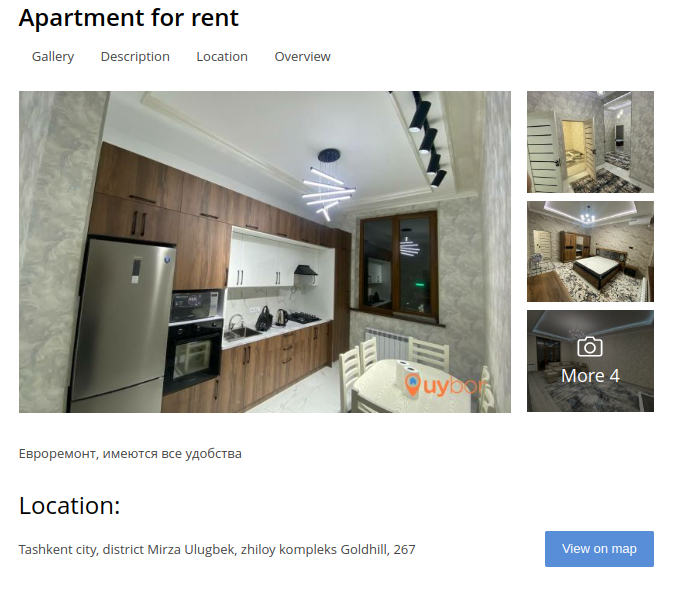 Apartment for rent
Gallery Description Location Overview
uybor
More 4
Евроремонт, имеются все удобства
Location:
Tashkent city, district Mirza Ulugbek, zhiloy kompleks Goldhill, 267
View on map